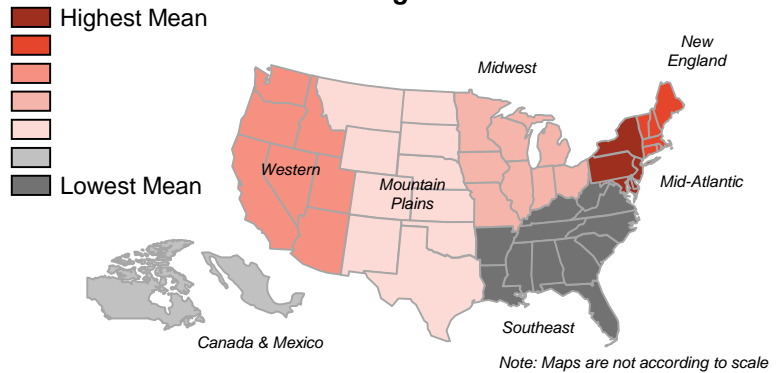 Highest Mean
Lowest Mean
New
England
Midwest
Western
Mountain
Plains
Mid-Atlantic
Southeast
Canada & Mexico
Note: Maps are not according to scale